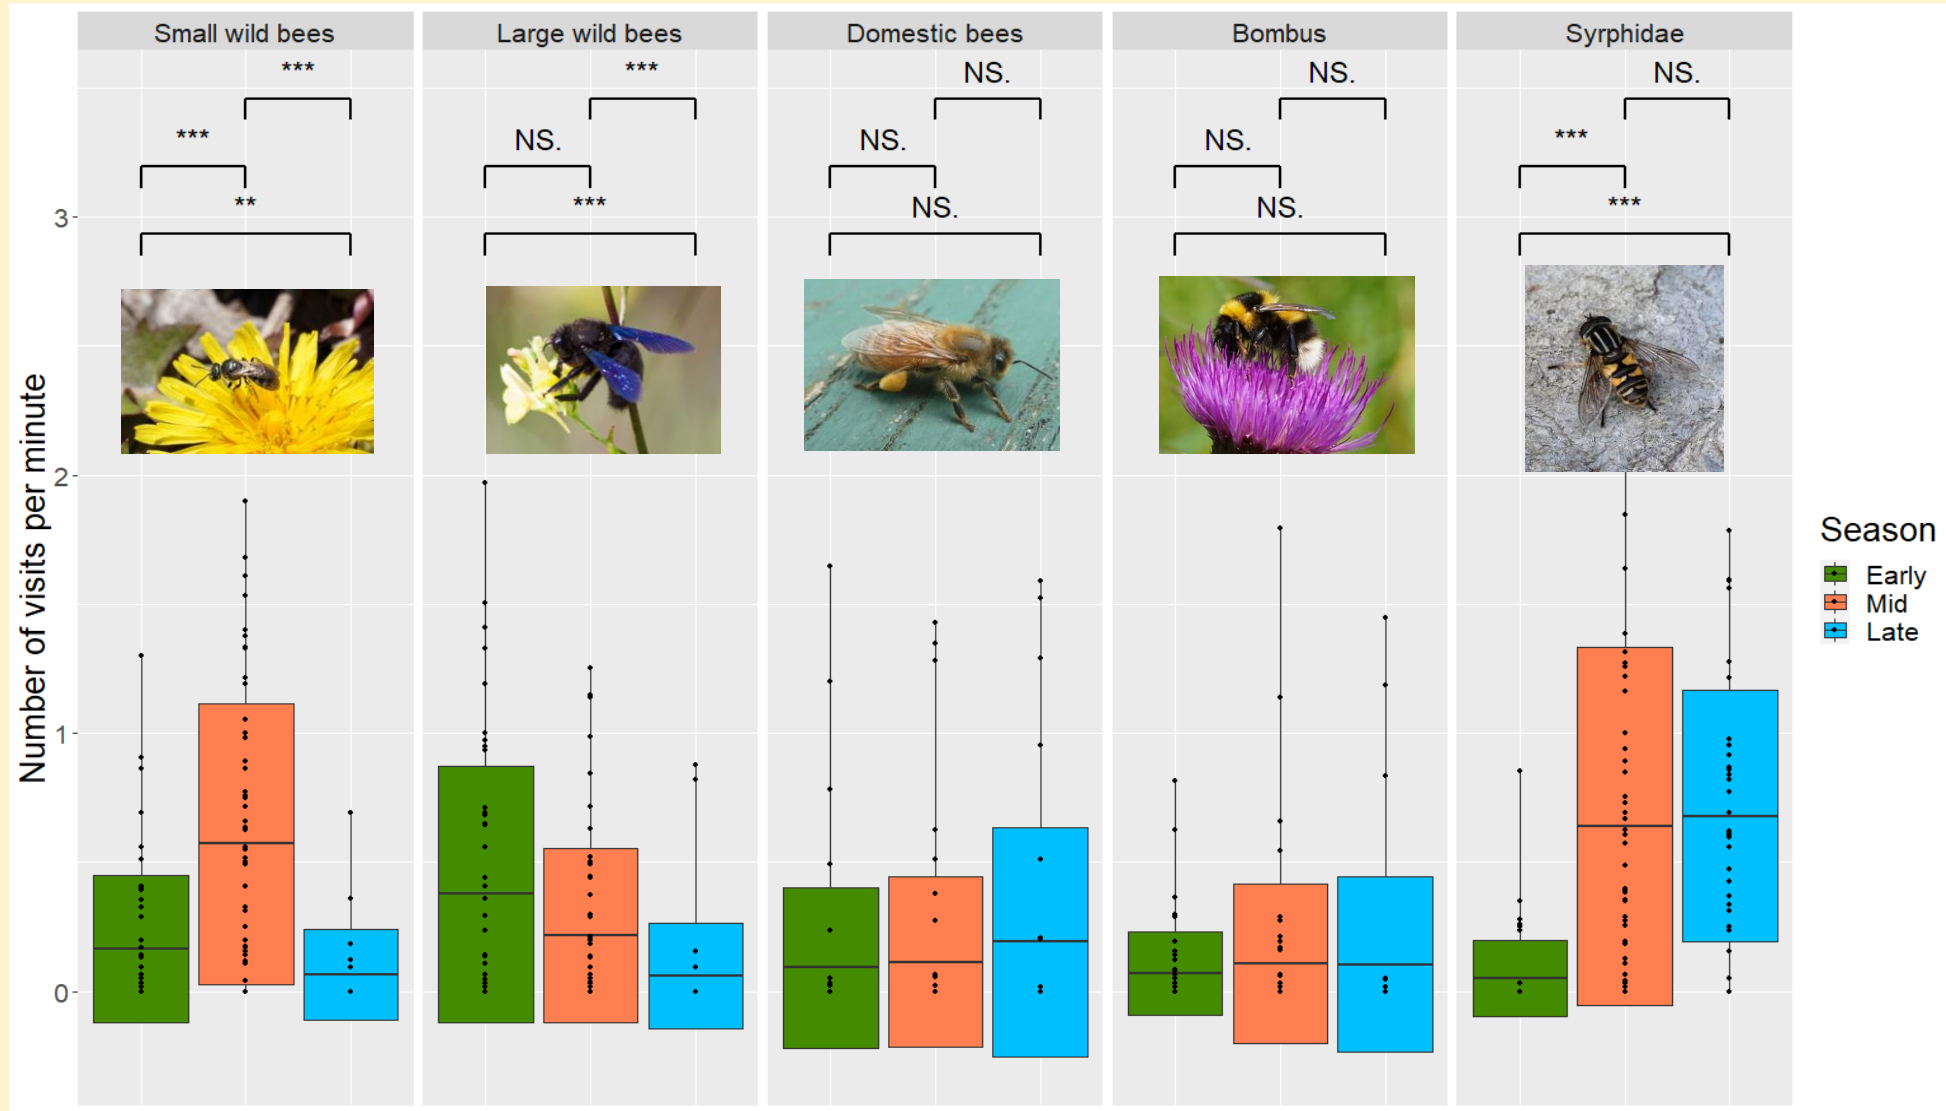 Small wild bees
Large wild bees
Domestic bees
Bombus
Syrphidae
***
***
NS.
NS.
NS.
***
NS.
NS.
NS.
***
**
***
NS.
NS.
***
3
2
1
0
Number of visits per minute
Season
Early
Mid
Late